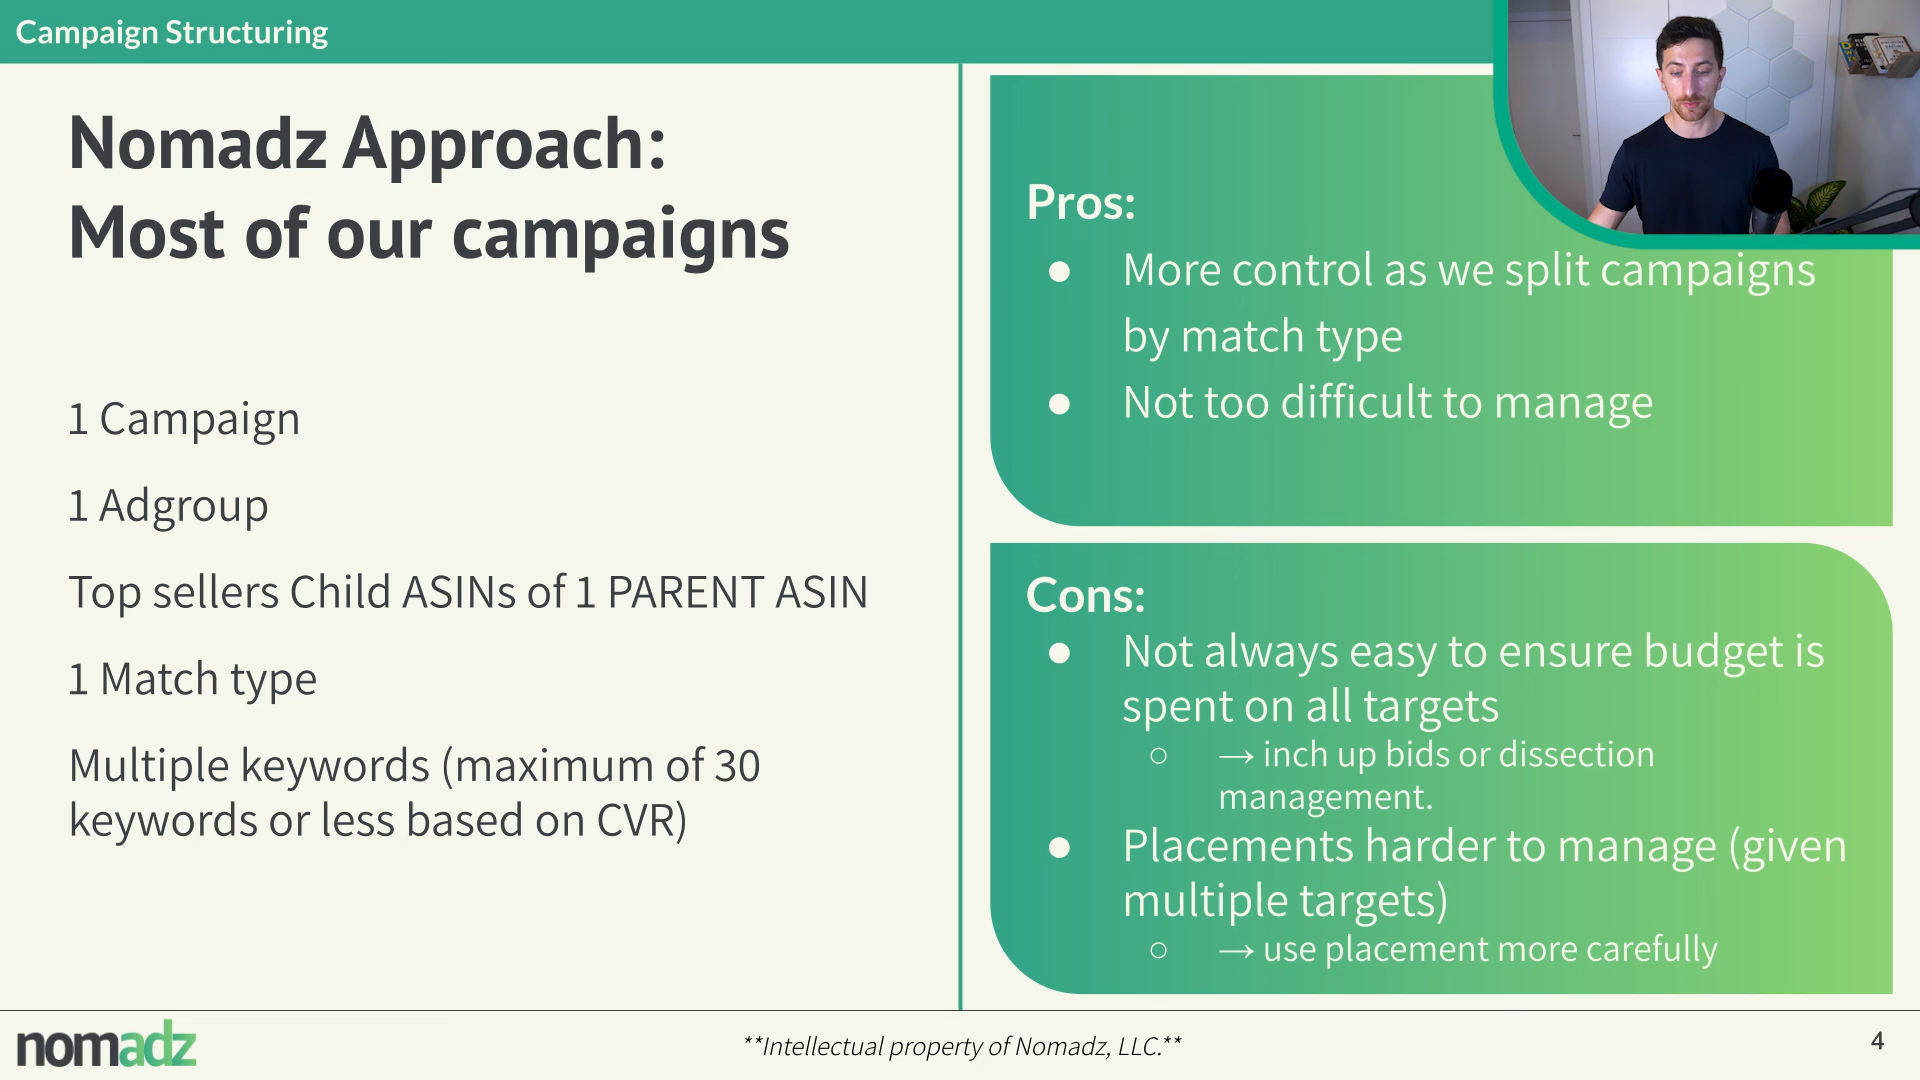 Campaign Structuring
Nomadz Approach:
Most of our campaigns
1 Campaign
1 Adgroup
Top sellers Child ASINs of 1 PARENT ASIN
1 Match type
Multiple keywords (maximum of 30
keywords or less based on CVR)
Pros:
● More control as we split campaigns
by match type
● Not too difficult to manage
Cons:
● Not always easy to ensure budget is
spent on all targets
○ → inch up bids or dissection
management.
● Placements harder to manage (given
multiple targets)
○ → use placement more carefully
nomadz
**Intellectual property of Nomadz, LLC.**
4